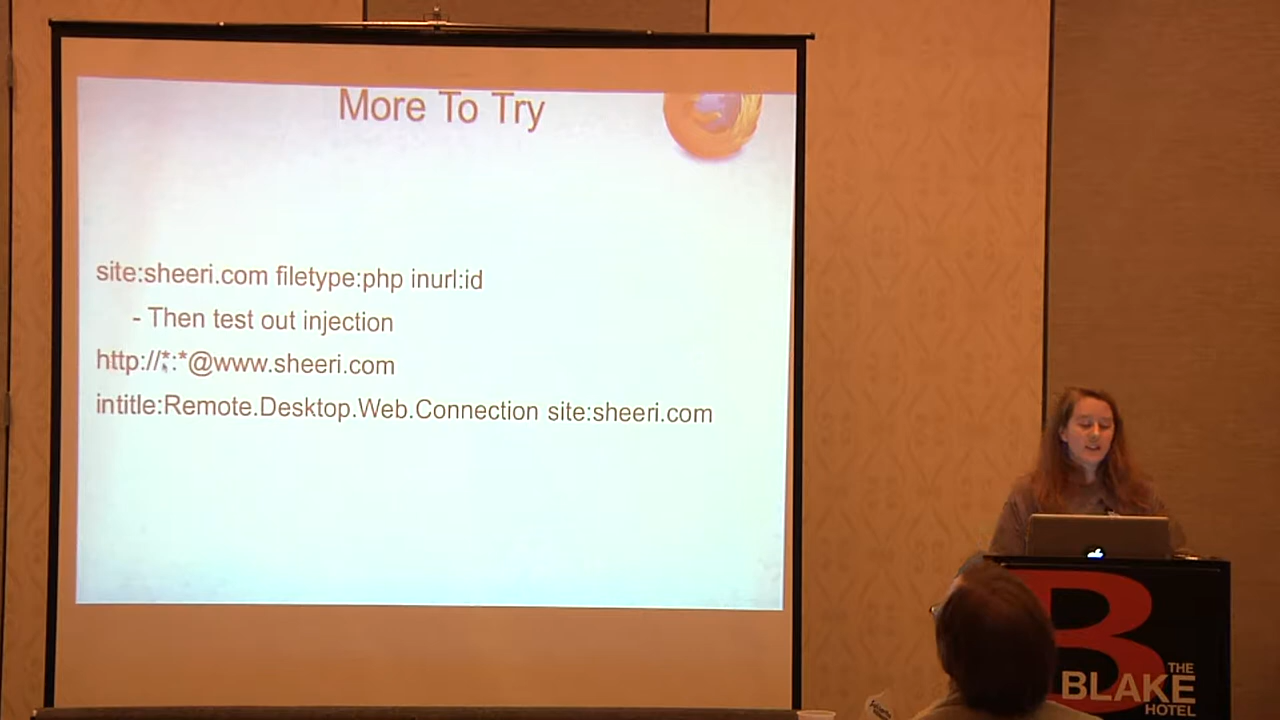 More To Try
site:sheeri.com filetype:php inurl:id
- Then test out injection
http://*:*@www.sheeri.com
intitle:Remote.Desktop.Web.Connection site:sheeri.com
B
THE
BLAKE
HOTEL